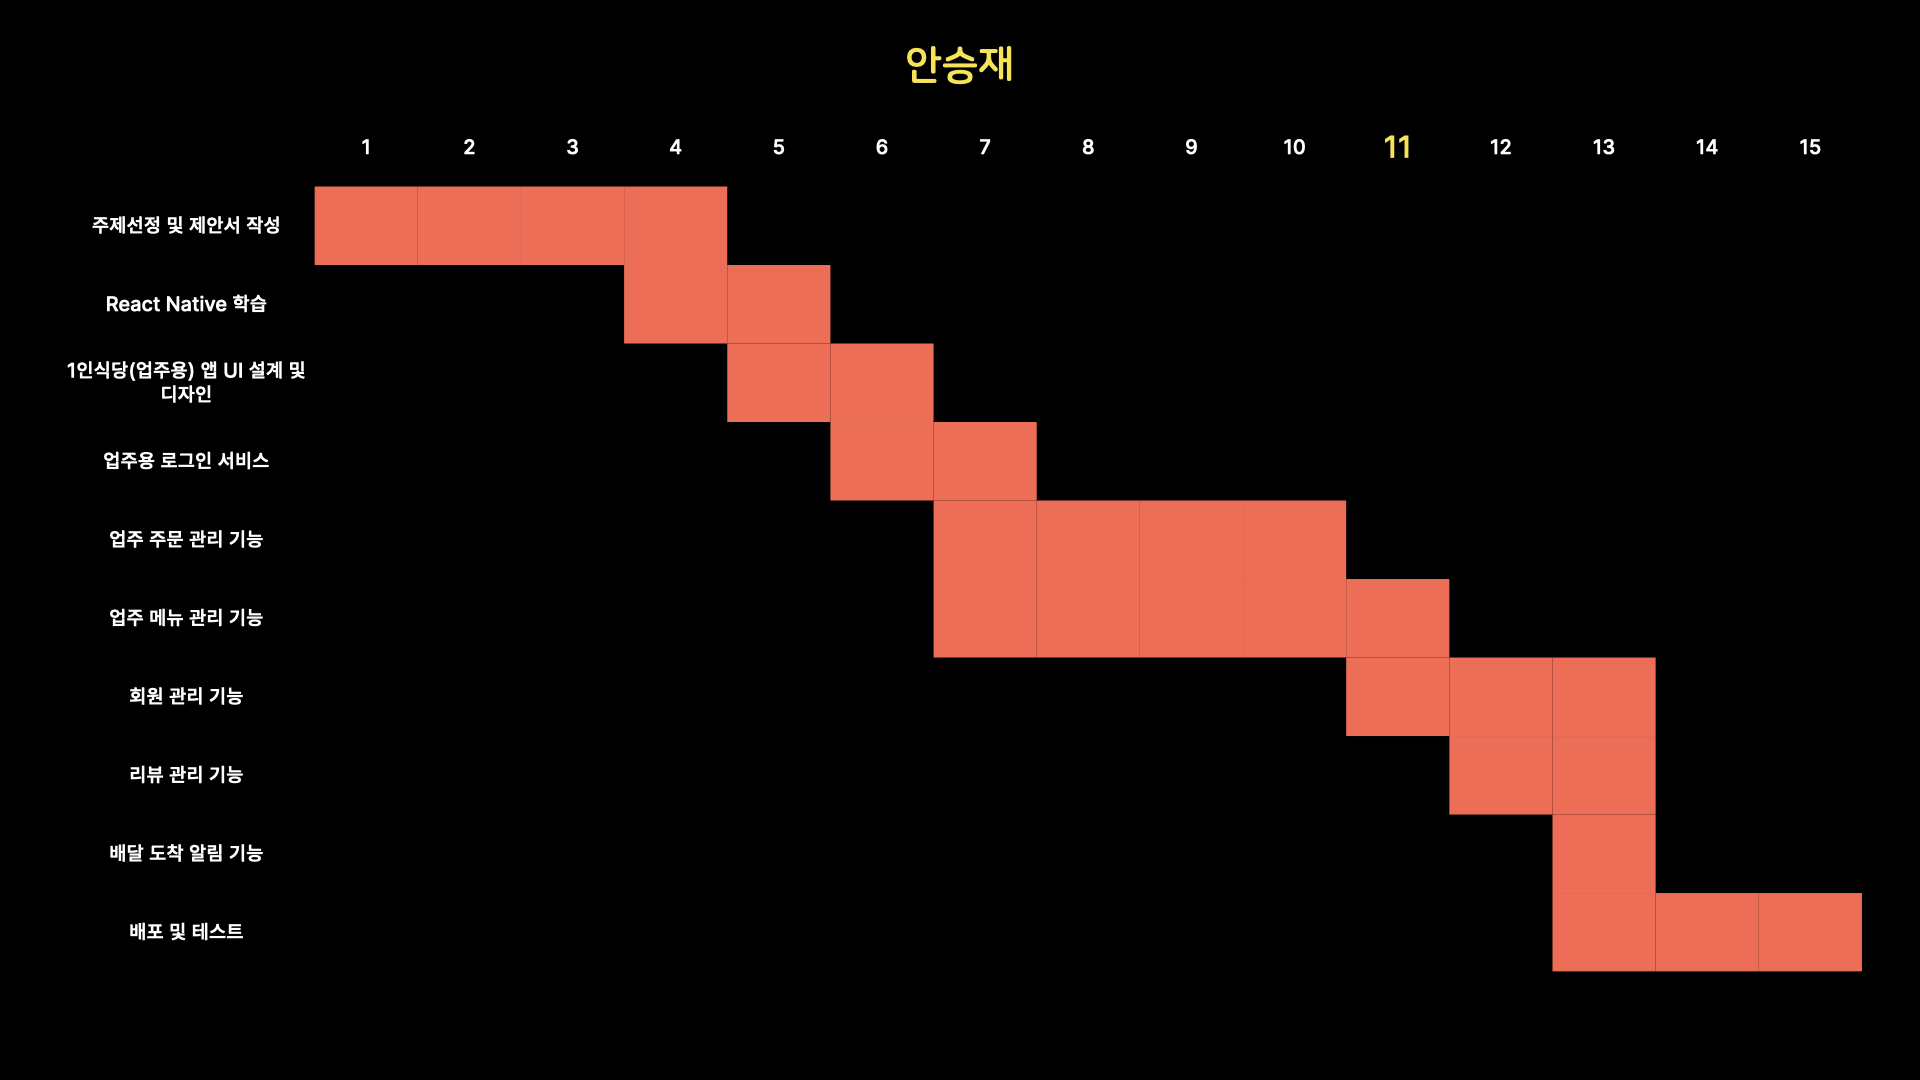 안승재
1 2 3 4 5 6 7 8 9 10 11 12 13 14 15
주제선정 및 제안서 작성
React Native 학습
1인식당(업주용) 앱 UI 설계 및
디자인
업주용 로그인 서비스
업주 주문 관리 기능
업주 메뉴 관리 기능
회원 관리 기능
리뷰 관리 기능
배달 도착 알림 기능
배포 및 테스트